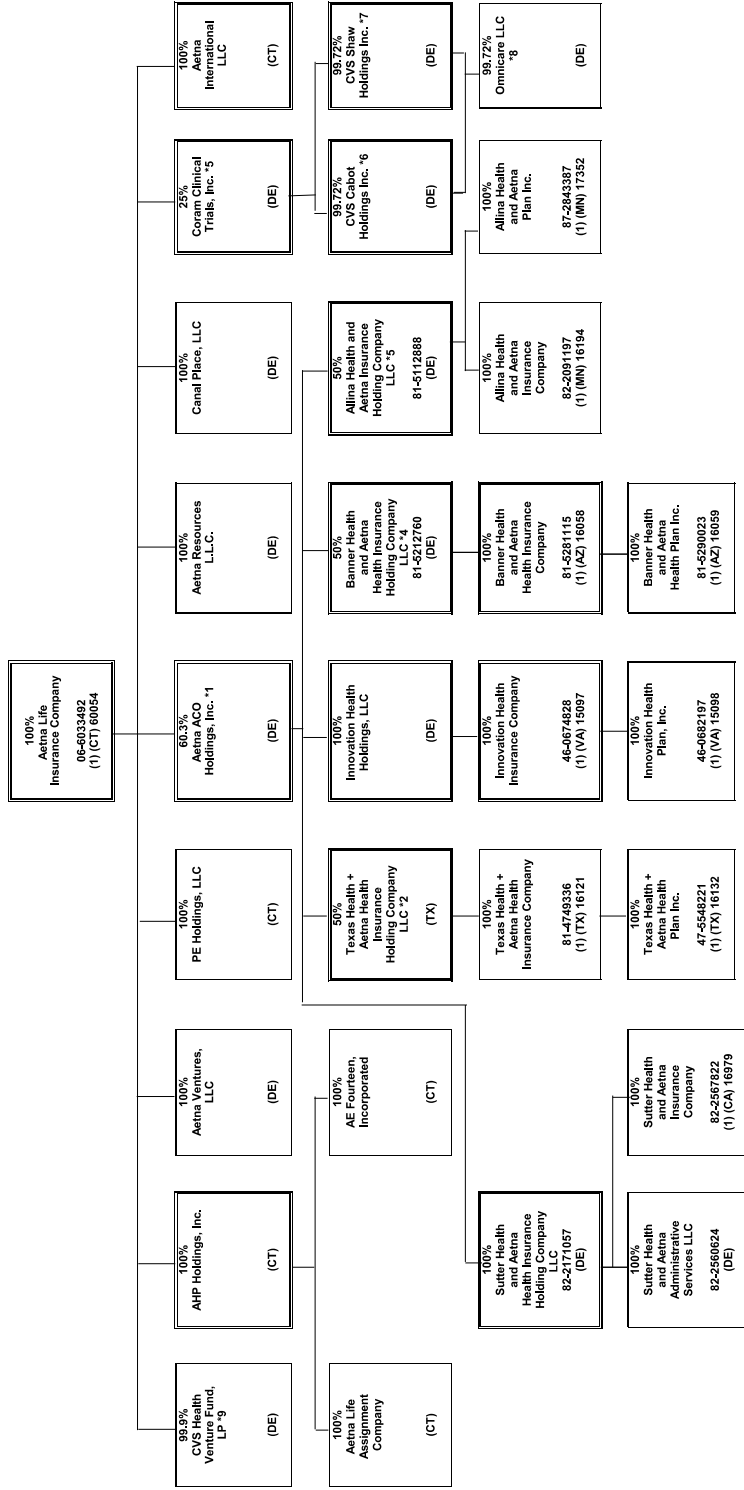 100%
Aetna Life
Insurance Company
06-6033492
(1) (CT) 60054
99.9%
CVS Health
Venture Fund,
LP *9
(DE)
100%
AHP Holdings, Inc.
(CT)
100%
Aetna Ventures,
LLC
(DE)
100%
PE Holdings, LLC
(CT)
60.3%
Aetna ACO
Holdings, Inc. *1
(DE)
100%
Aetna Resources
L.L.C.
(DE)
100%
Canal Place, LLC
(DE)
25%
Coram Clinical
Trials, Inc. *5
(DE)
100%
Aetna
International
LLC
(CT)
100%
Aetna Life
Assignment
Company
(CT)
100%
AE Fourteen,
Incorporated
(CT)
50%
Texas Health +
Aetna Health
Insurance
Holding Company
LLC *2
(TX)
100%
Innovation Health
Holdings, LLC
(DE)
50%
Banner Health
and Aetna
Health Insurance
Holding Company
LLC *4
81-5212760
(DE)
50%
Allina Health and
Aetna Insurance
Holding Company
LLC *5
81-5112888
(DE)
99.72%
CVS Cabot
Holdings Inc. *6
(DE)
99.72%
CVS Shaw
Holdings Inc. *7
(DE)
100%
Sutter Health
and Aetna
Health Insurance
Holding Company
LLC
82-2171057
(DE)
100%
Texas Health +
Aetna Health
Insurance Company
81-4749336
(1) (TX) 16121
100%
Innovation Health
Insurance Company
46-0674828
(1) (VA) 15097
100%
Banner Health
and Aetna
Health Insurance
Company
81-5281115
(1) (AZ) 16058
100%
Allina Health
and Aetna
Insurance
Company
82-2091197
(1) (MN) 16194
100%
Allina Health
and Aetna
Plan Inc.
87-2843387
(1) (MN) 17352
99.72%
Omnicare LLC
*8
(DE)
100%
Sutter Health
and Aetna
Administrative
Services LLC
82-2560624
(DE)
100%
Sutter Health
and Aetna
Insurance
Company
82-2567822
(1) (CA) 16979
100%
Texas Health +
Aetna Health
Plan Inc.
47-5548221
(1) (TX) 16132
100%
Innovation Health
Plan, Inc.
46-0682197
(1) (VA) 15098
100%
Banner Health
and Aetna
Health Plan Inc.
81-5290023
(1) (AZ) 16059